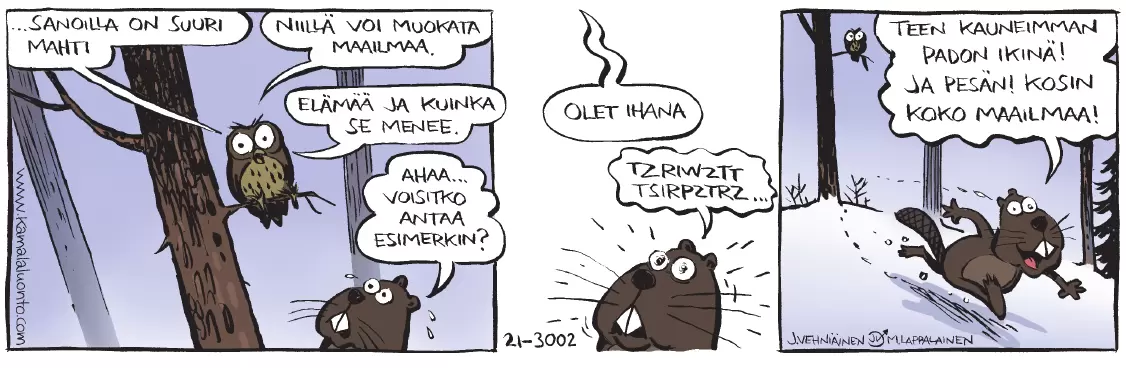 ...SANOILLA ON SUURI
MAHTI
NIILLÄ VOI MUOKATA
MAAILMAA.
ELÄMÄÄ JA KUINKA
SE MENEE.
AHAA...
VOISITKO
ANTAA
ESIMERKIN?
www.kamalaluonto.com
OLET IHANA
TZRIWZTT
TSIRPZTRZ...
21-3002
TEEN KAUNEIMMAN
PADON IKINÄ!
JA PESÄN! KOSIN
KOKO MAAILMAA!
J.VEHNIÄINEN JV M.LAPPALAINEN